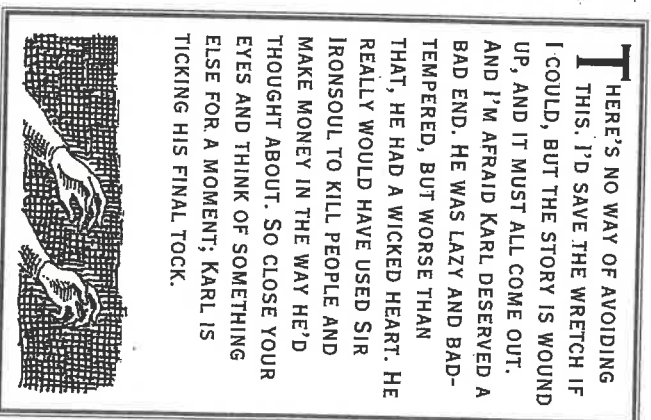 THERE'S NO WAY OF AVOIDING
THIS. I'D SAVE THE WRETCH IF
I COULD, BUT THE STORY IS WOUND
UP, AND IT MUST ALL COME OUT.
AND I'M AFRAID KARL DESERVED A
BAD END. HE WAS LAZY AND BAD-
TEMPERED, BUT WORSE THAN
THAT, HE HAD A WICKED HEART. HE
REALLY WOULD HAVE USED SIR
IRONSOUL TO KILL PEOPLE AND
MAKE MONEY IN THE WAY HE'D
THOUGHT ABOUT. SO CLOSE YOUR
EYES AND THINK OF SOMETHING
ELSE FOR A MOMENT; KARL IS
TICKING HIS FINAL TOCK.